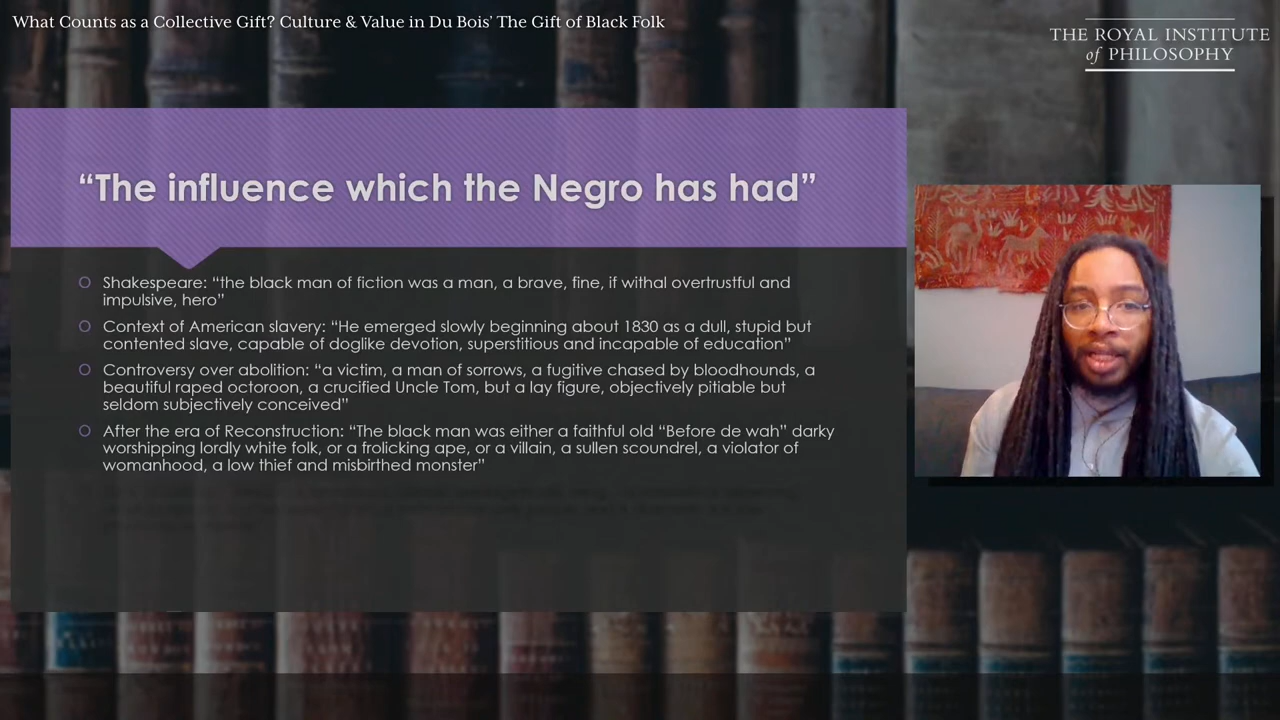 What Counts as a Collective Gift? Culture & Value in Du Bois’ The Gift of Black Folk
THE ROYAL INSTITUTE
of PHILOSOPHY
“The influence which the Negro has had”
Shakespeare: “the black man of fiction was a man, a brave, fine, if withal overtrustful and
impulsive, hero”
Context of American slavery: “He emerged slowly beginning about 1830 as a dull, stupid but
contented slave, capable of doglike devotion, superstitious and incapable of education”
Controversy over abolition: “a victim, a man of sorrows, a fugitive chased by bloodhounds, a
beautiful raped octoroon, a crucified Uncle Tom, but a lay figure, objectively pitiable but
seldom subjectively conceived”
After the era of Reconstruction: “The black man was either a faithful old “Before de wah” darky
worshipping lordly white folk, or a frolicking ape, or a villain, a sullen scoundrel, a violator of
womanhood, a low thief and misbirthed monster”